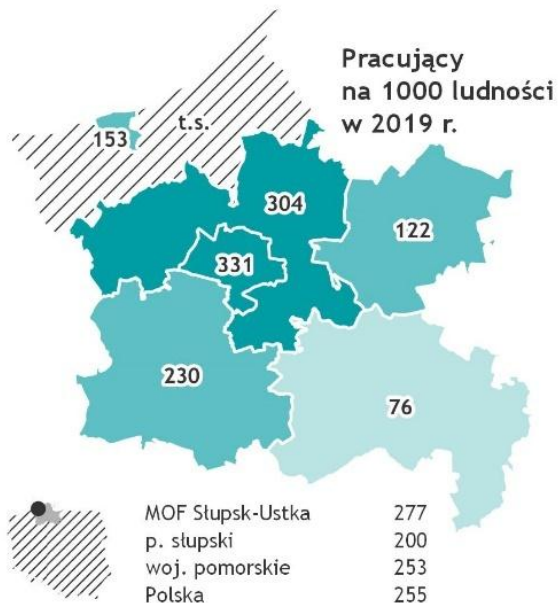 Pracujący
na 1000 ludności
w 2019 r.
153
t.s.
304
122
331
230
76
MOF Słupsk-Ustka 277
p. słupski 200
woj. pomorskie 253
Polska 255